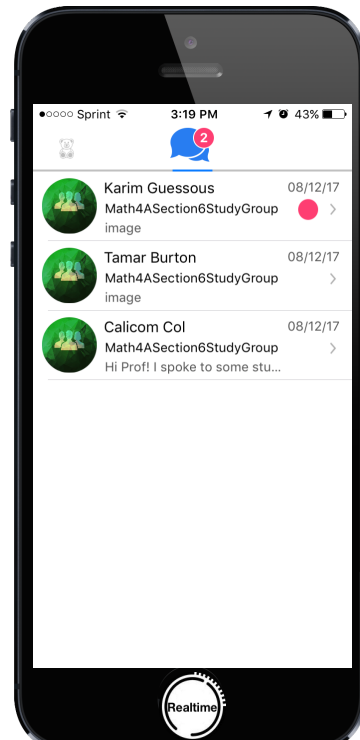 Sprint 3:19 PM 43%
2
Karim Guessous 08/12/17
Math4ASection6StudyGroup
image
Tamar Burton 08/12/17
Math4ASection6StudyGroup
image
Calicom Col 08/12/17
Math4ASection6StudyGroup
Hi Prof! I spoke to some stu...
Realtime